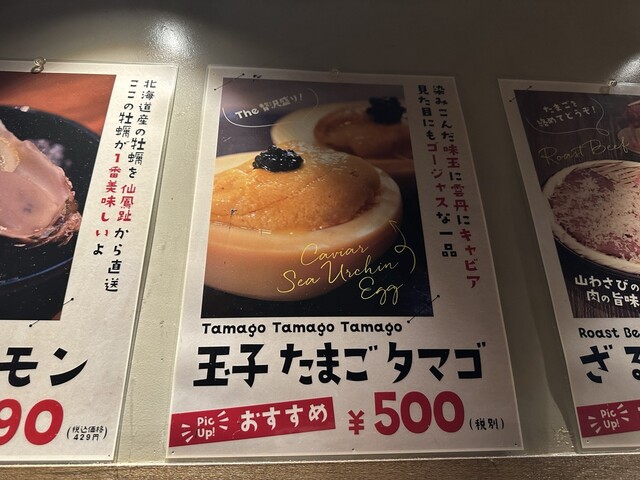 北海道産の牡蠣を仙鳳趾から直送
ここの牡蠣が1番美味しいよ
モン
90
(税込価格
429円)
The 贅沢盛り!
染みこんだ味玉に雲丹にキャビア
見た目にもゴージャスな一品
Caviar
Sea Urchin
Egg
Tamago Tamago Tamago
玉子 たまご タマゴ
Pic
Up!
おすすめ
¥500(税別)
たまごと
絡めてどうぞ!
Roast Beef
山わさびの
肉の旨味
Roast Be
ざる
Pic
Up!